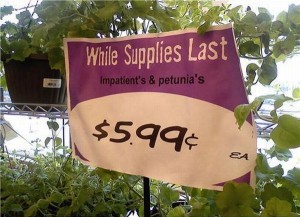 While Supplies Last
Impatient's & petunia's
$5.99¢
EA